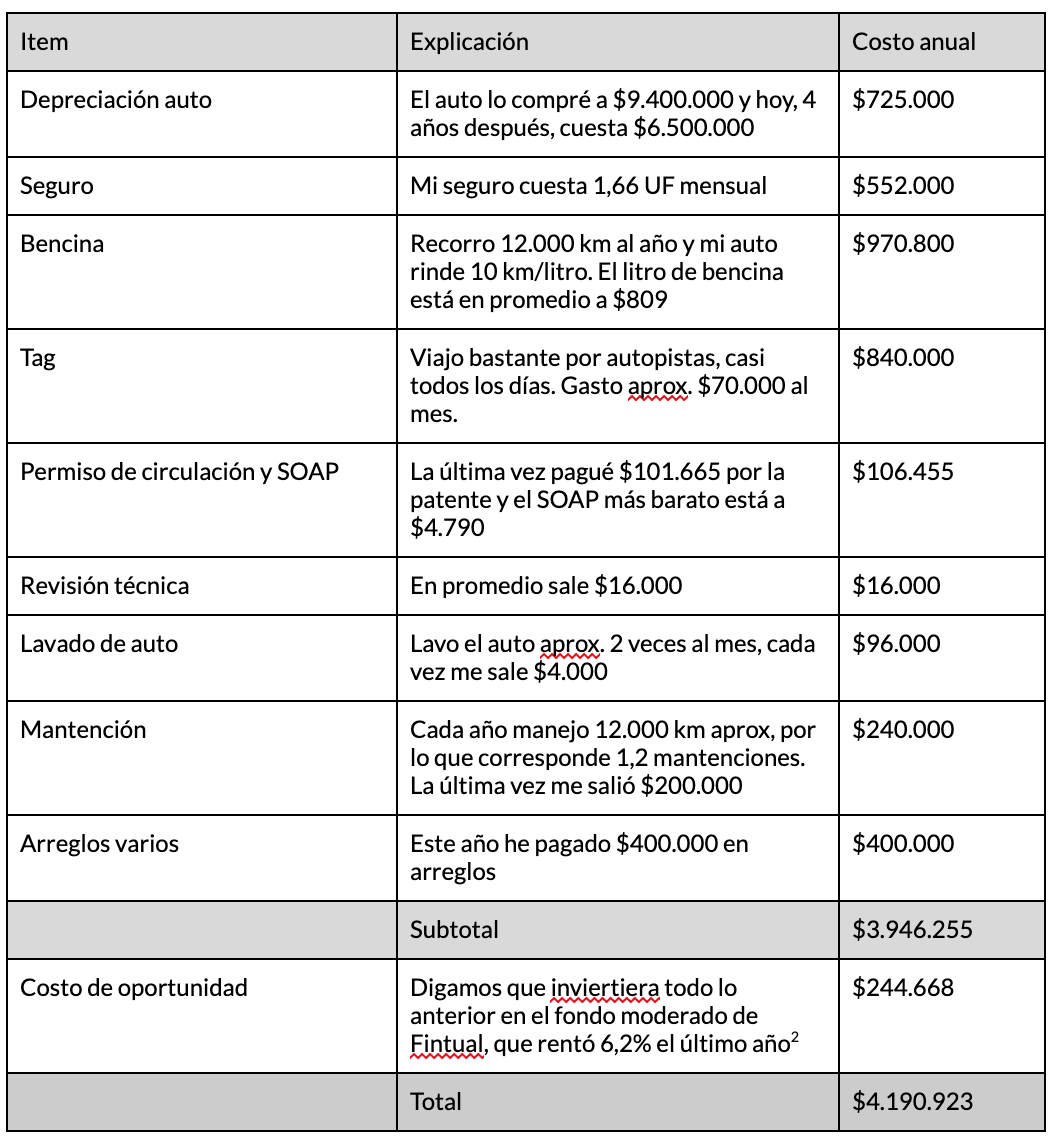 Item
Explicación
Costo anual
Depreciación auto
El auto lo compré a $9.400.000 y hoy, 4
años después, cuesta $6.500.000
$725.000
Seguro
Mi seguro cuesta 1,66 UF mensual
$552.000
Bencina
Recorro 12.000 km al año y mi auto
rinde 10 km/litro. El litro de bencina
está en promedio a $809
$970.800
Tag
Viajo bastante por autopistas, casi
todos los días. Gasto aprox. $70.000 al
mes.
$840.000
Permiso de circulación y SOAP
La última vez pagué $101.665 por la
patente y el SOAP más barato está a
$4.790
$106.455
Revisión técnica
En promedio sale $16.000
$16.000
Lavado de auto
Lavo el auto aprox. 2 veces al mes, cada
vez me sale $4.000
$96.000
Mantención
Cada año manejo 12.000 km aprox, por
lo que corresponde 1,2 mantenciones.
La última vez me salió $200.000
$240.000
Arreglos varios
Este año he pagado $400.000 en
arreglos
$400.000
Subtotal
$3.946.255
Costo de oportunidad
Digamos que inviertiera todo lo
anterior en el fondo moderado de
Fintual, que rentó 6,2% el último año²
$244.668
Total
$4.190.923